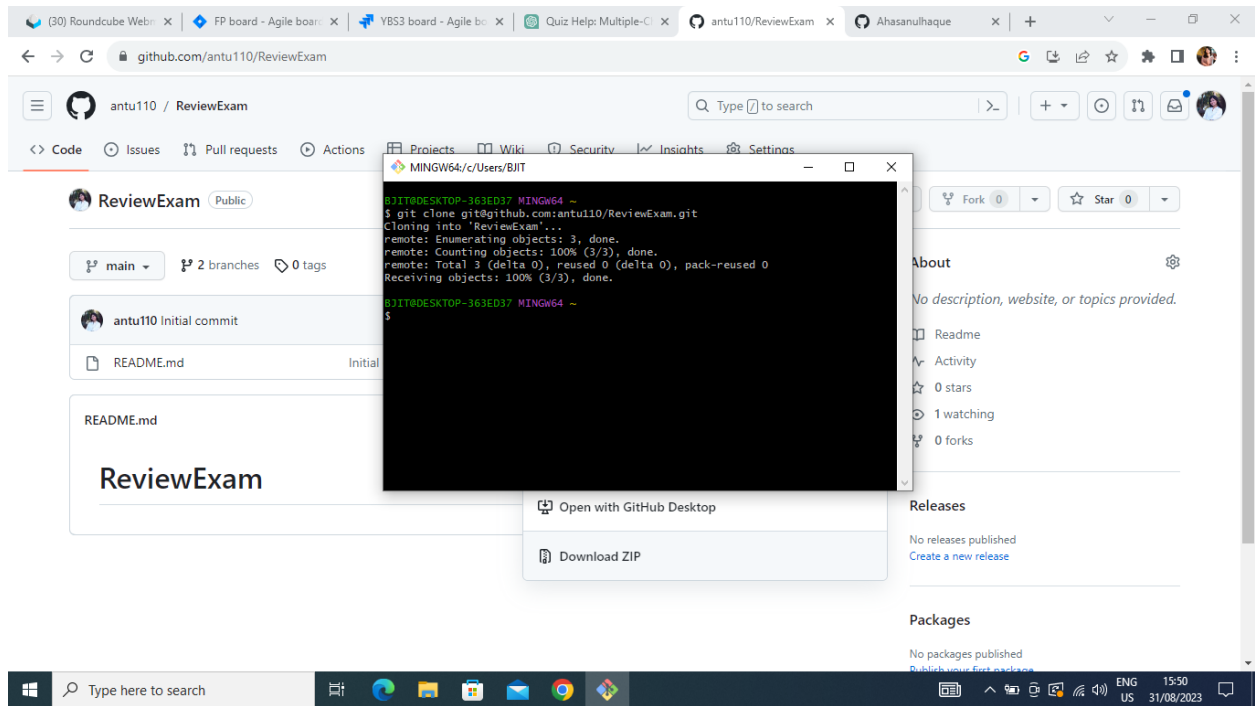 (30) Roundcube Webm
FP board - Agile board
YBS3 board - Agile bo
Quiz Help: Multiple-Cl
antu110/ReviewExam
Ahasanulhaque
github.com/antu110/ReviewExam
antu110 / ReviewExam
Type / to search
Code
Issues
Pull requests
Actions
Projects
Wiki
Security
Insights
Settings
MINGW64:/c/Users/BJIT
BJIT@DESKTOP-363ED37 MINGW64 ~
$ git clone git@github.com:antu110/ReviewExam.git
Cloning into 'ReviewExam'...
remote: Enumerating objects: 3, done.
remote: Counting objects: 100% (3/3), done.
remote: Total 3 (delta 0), reused 0 (delta 0), pack-reused 0
Receiving objects: 100% (3/3), done.
BJIT@DESKTOP-363ED37 MINGW64 ~
$
ReviewExam Public
Fork 0
Star 0
main
2 branches
0 tags
antu110 Initial commit
README.md Initial
README.md
ReviewExam
Open with GitHub Desktop
Download ZIP
About
No description, website, or topics provided.
Readme
Activity
0 stars
1 watching
0 forks
Releases
No releases published
Create a new release
Packages
No packages published
Publish your first package
Type here to search
ENG
US
15:50
31/08/2023